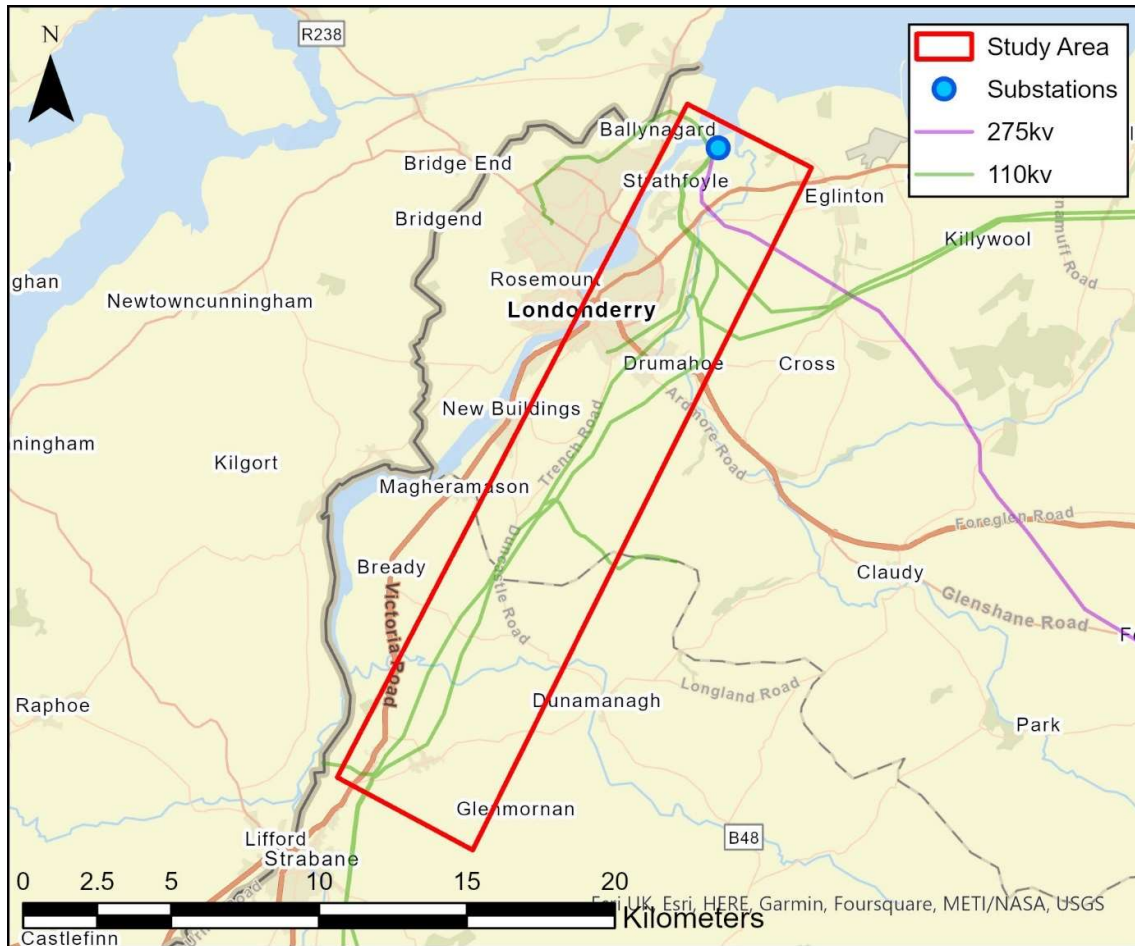 N
R238
Study Area
Substations
275kv
110kv
Ballynagard
Bridge End
Strathfoyle
Eglinton
Bridgend
Killywool
ghan
Rosemount
Newtowncunningham
Londonderry
Drumahoe
Cross
New Buildings
Ardmore Road
Trench Road
nningham
Kilgort
Magheramason
Foreglen Road
Bready
Claudy
Victoria Road
Glenshane Road
Dunamanagh
Longland Road
Raphoe
Park
Glenmornan
B48
Lifford
Strabane
0 2.5 5 10 15 20
Kilometers
Esri UK, Esri, HERE, Garmin, Foursquare, METI/NASA, USGS
Castlefinn